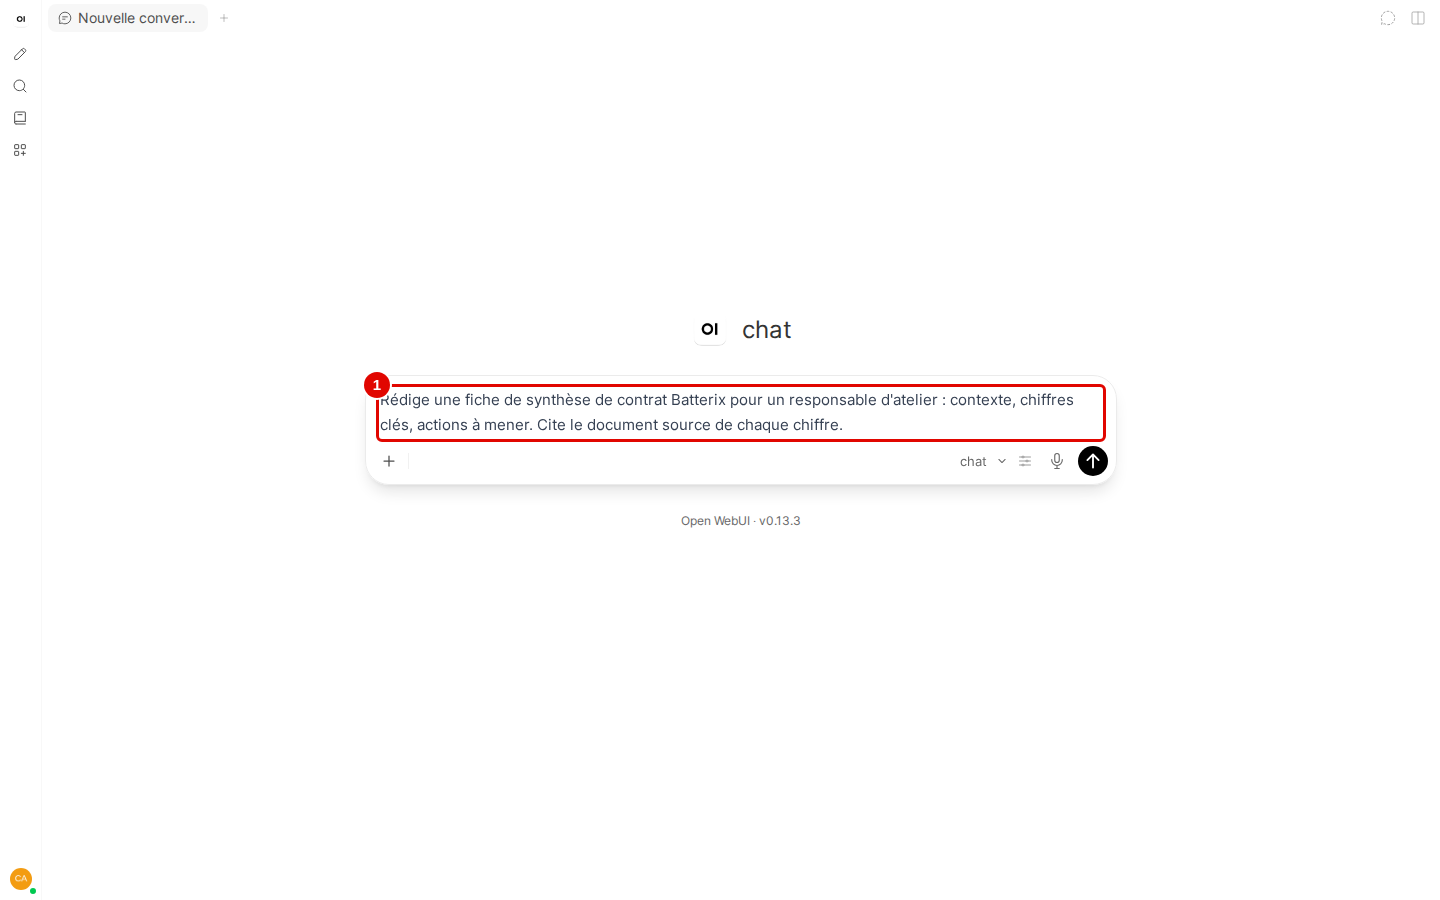 OI
Nouvelle conver...
OI chat
1
Rédige une fiche de synthèse de contrat Batterix pour un responsable d'atelier : contexte, chiffres
clés, actions à mener. Cite le document source de chaque chiffre.
chat
Open WebUI · v0.13.3
CA